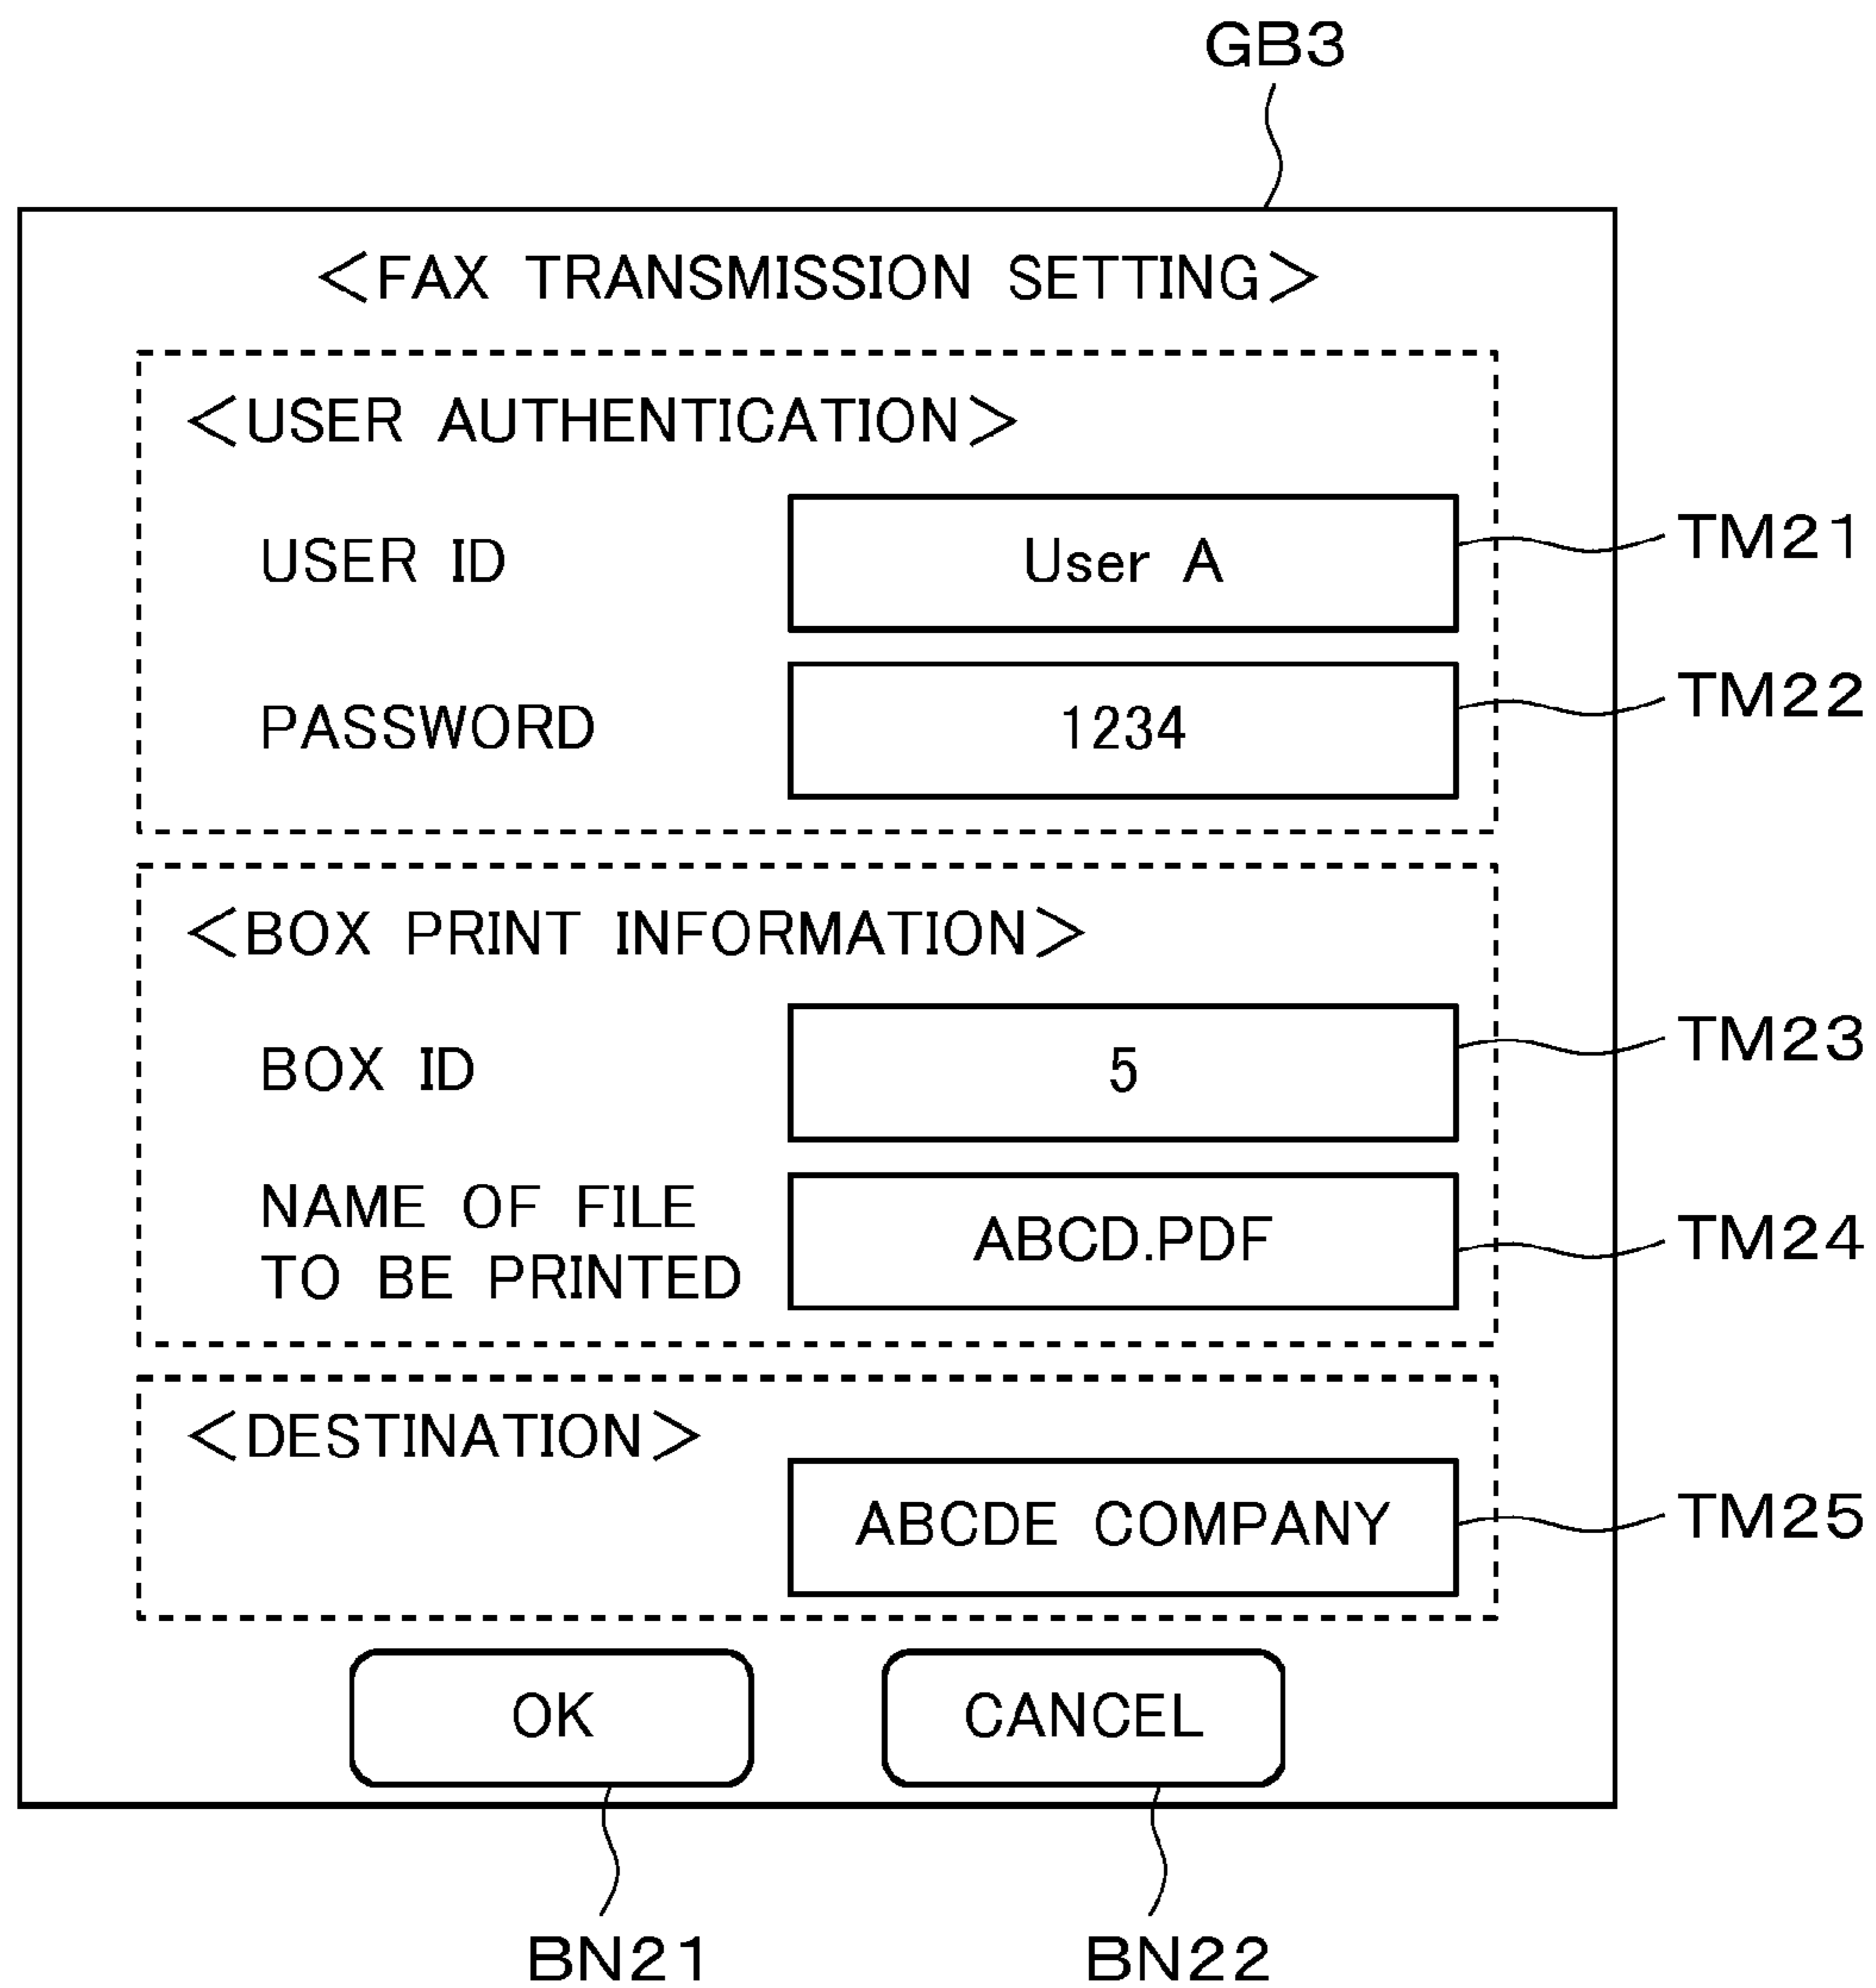 GB3
<FAX TRANSMISSION SETTING>
<USER AUTHENTICATION>
USER ID User A TM21
PASSWORD 1234 TM22
<BOX PRINT INFORMATION>
BOX ID 5 TM23
NAME OF FILE
TO BE PRINTED ABCD.PDF TM24
<DESTINATION>
ABCDE COMPANY TM25
OK CANCEL
BN21 BN22